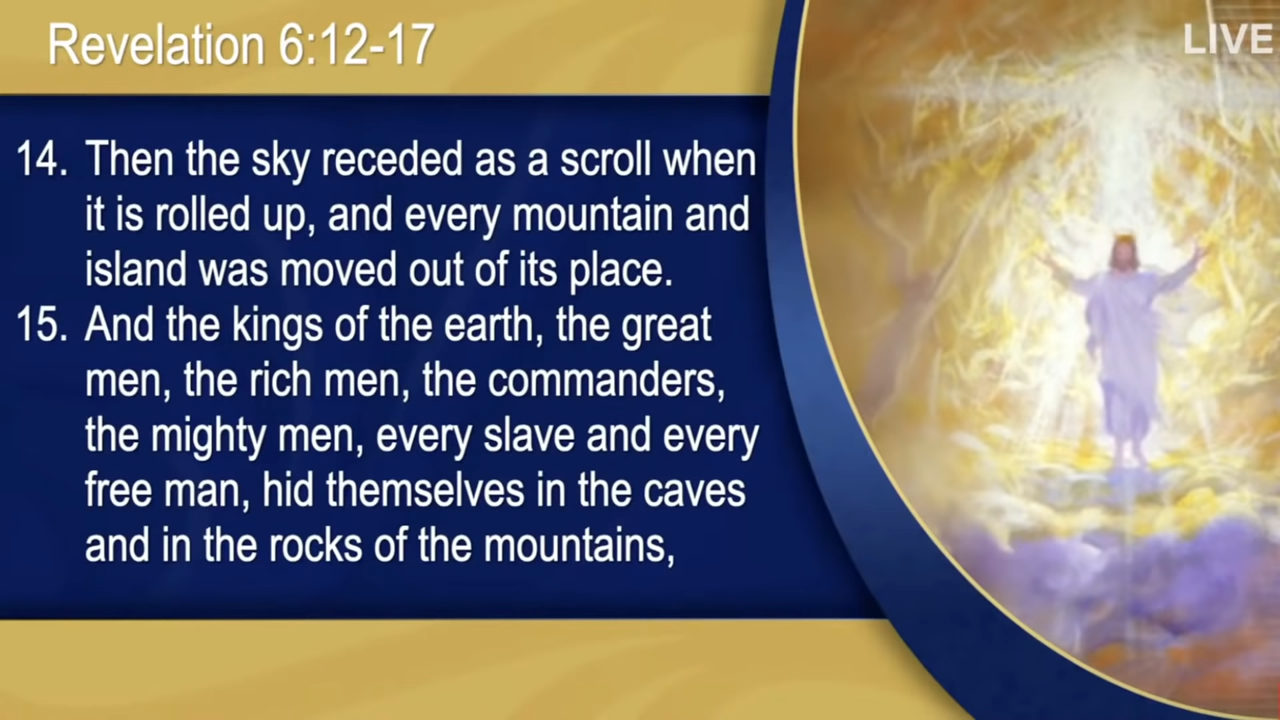 Revelation 6:12-17
LIVE
14. Then the sky receded as a scroll when
it is rolled up, and every mountain and
island was moved out of its place.
15. And the kings of the earth, the great
men, the rich men, the commanders,
the mighty men, every slave and every
free man, hid themselves in the caves
and in the rocks of the mountains,